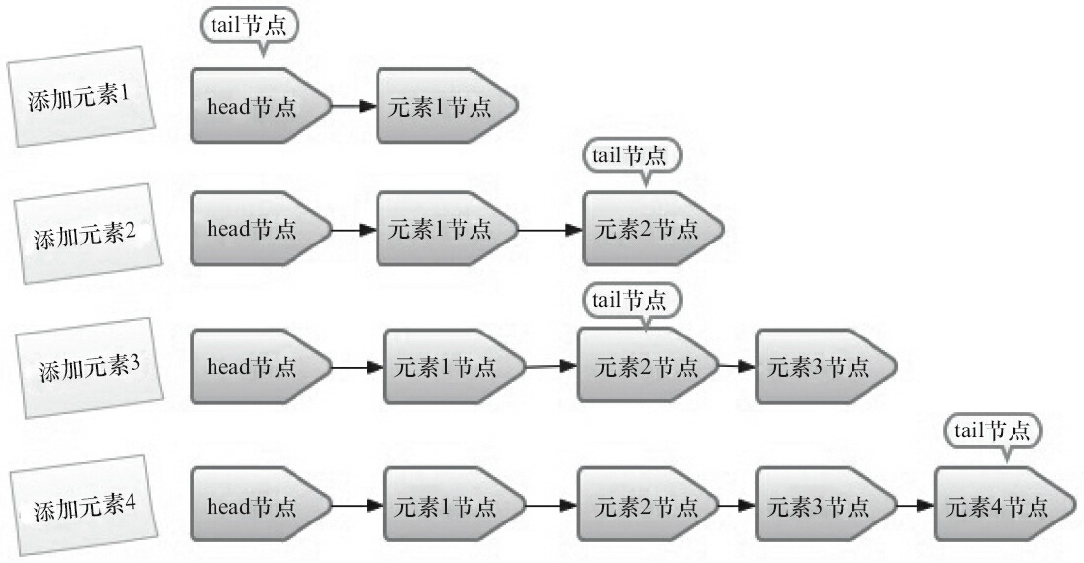 tail节点
添加元素1
head节点
元素1节点
tail节点
添加元素2
head节点
元素1节点
元素2节点
tail节点
添加元素3
head节点
元素1节点
元素2节点
元素3节点
tail节点
添加元素4
head节点
元素1节点
元素2节点
元素3节点
元素4节点